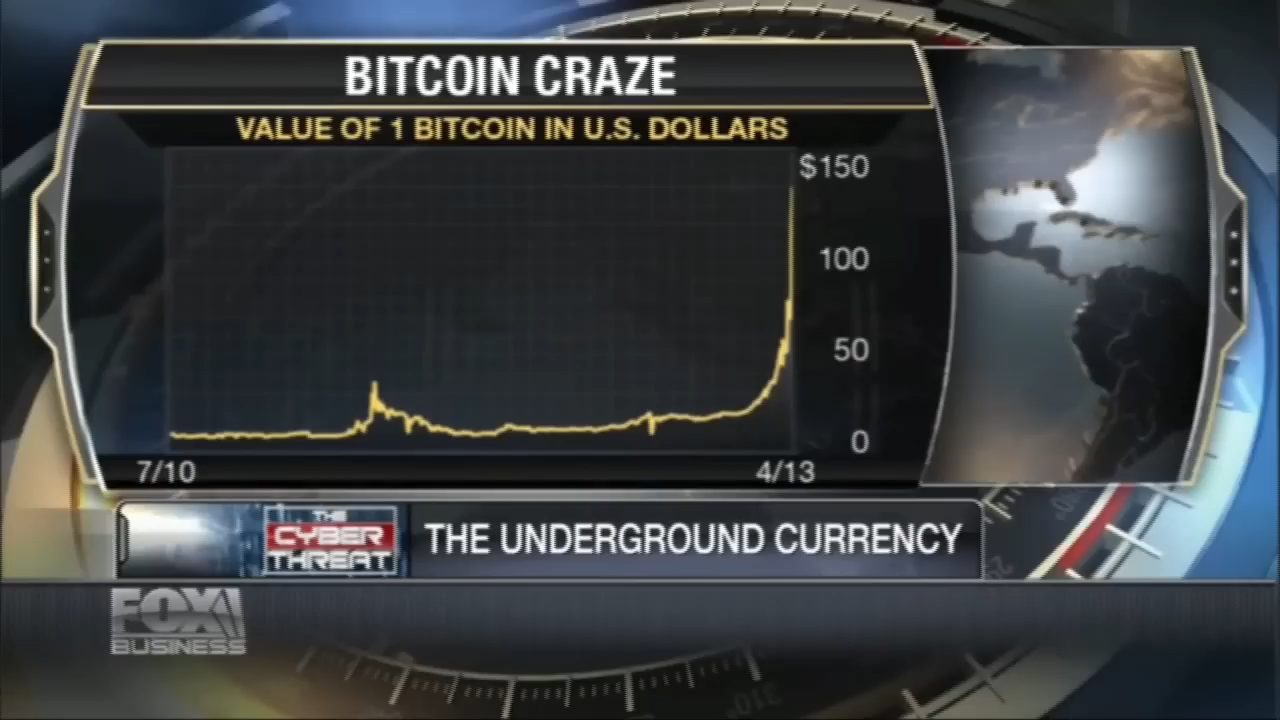 BITCOIN CRAZE
VALUE OF 1 BITCOIN IN U.S. DOLLARS
$150
100
50
0
7/10 4/13
THE
CYBER
THREAT
THE UNDERGROUND CURRENCY
FOX
BUSINESS
310°